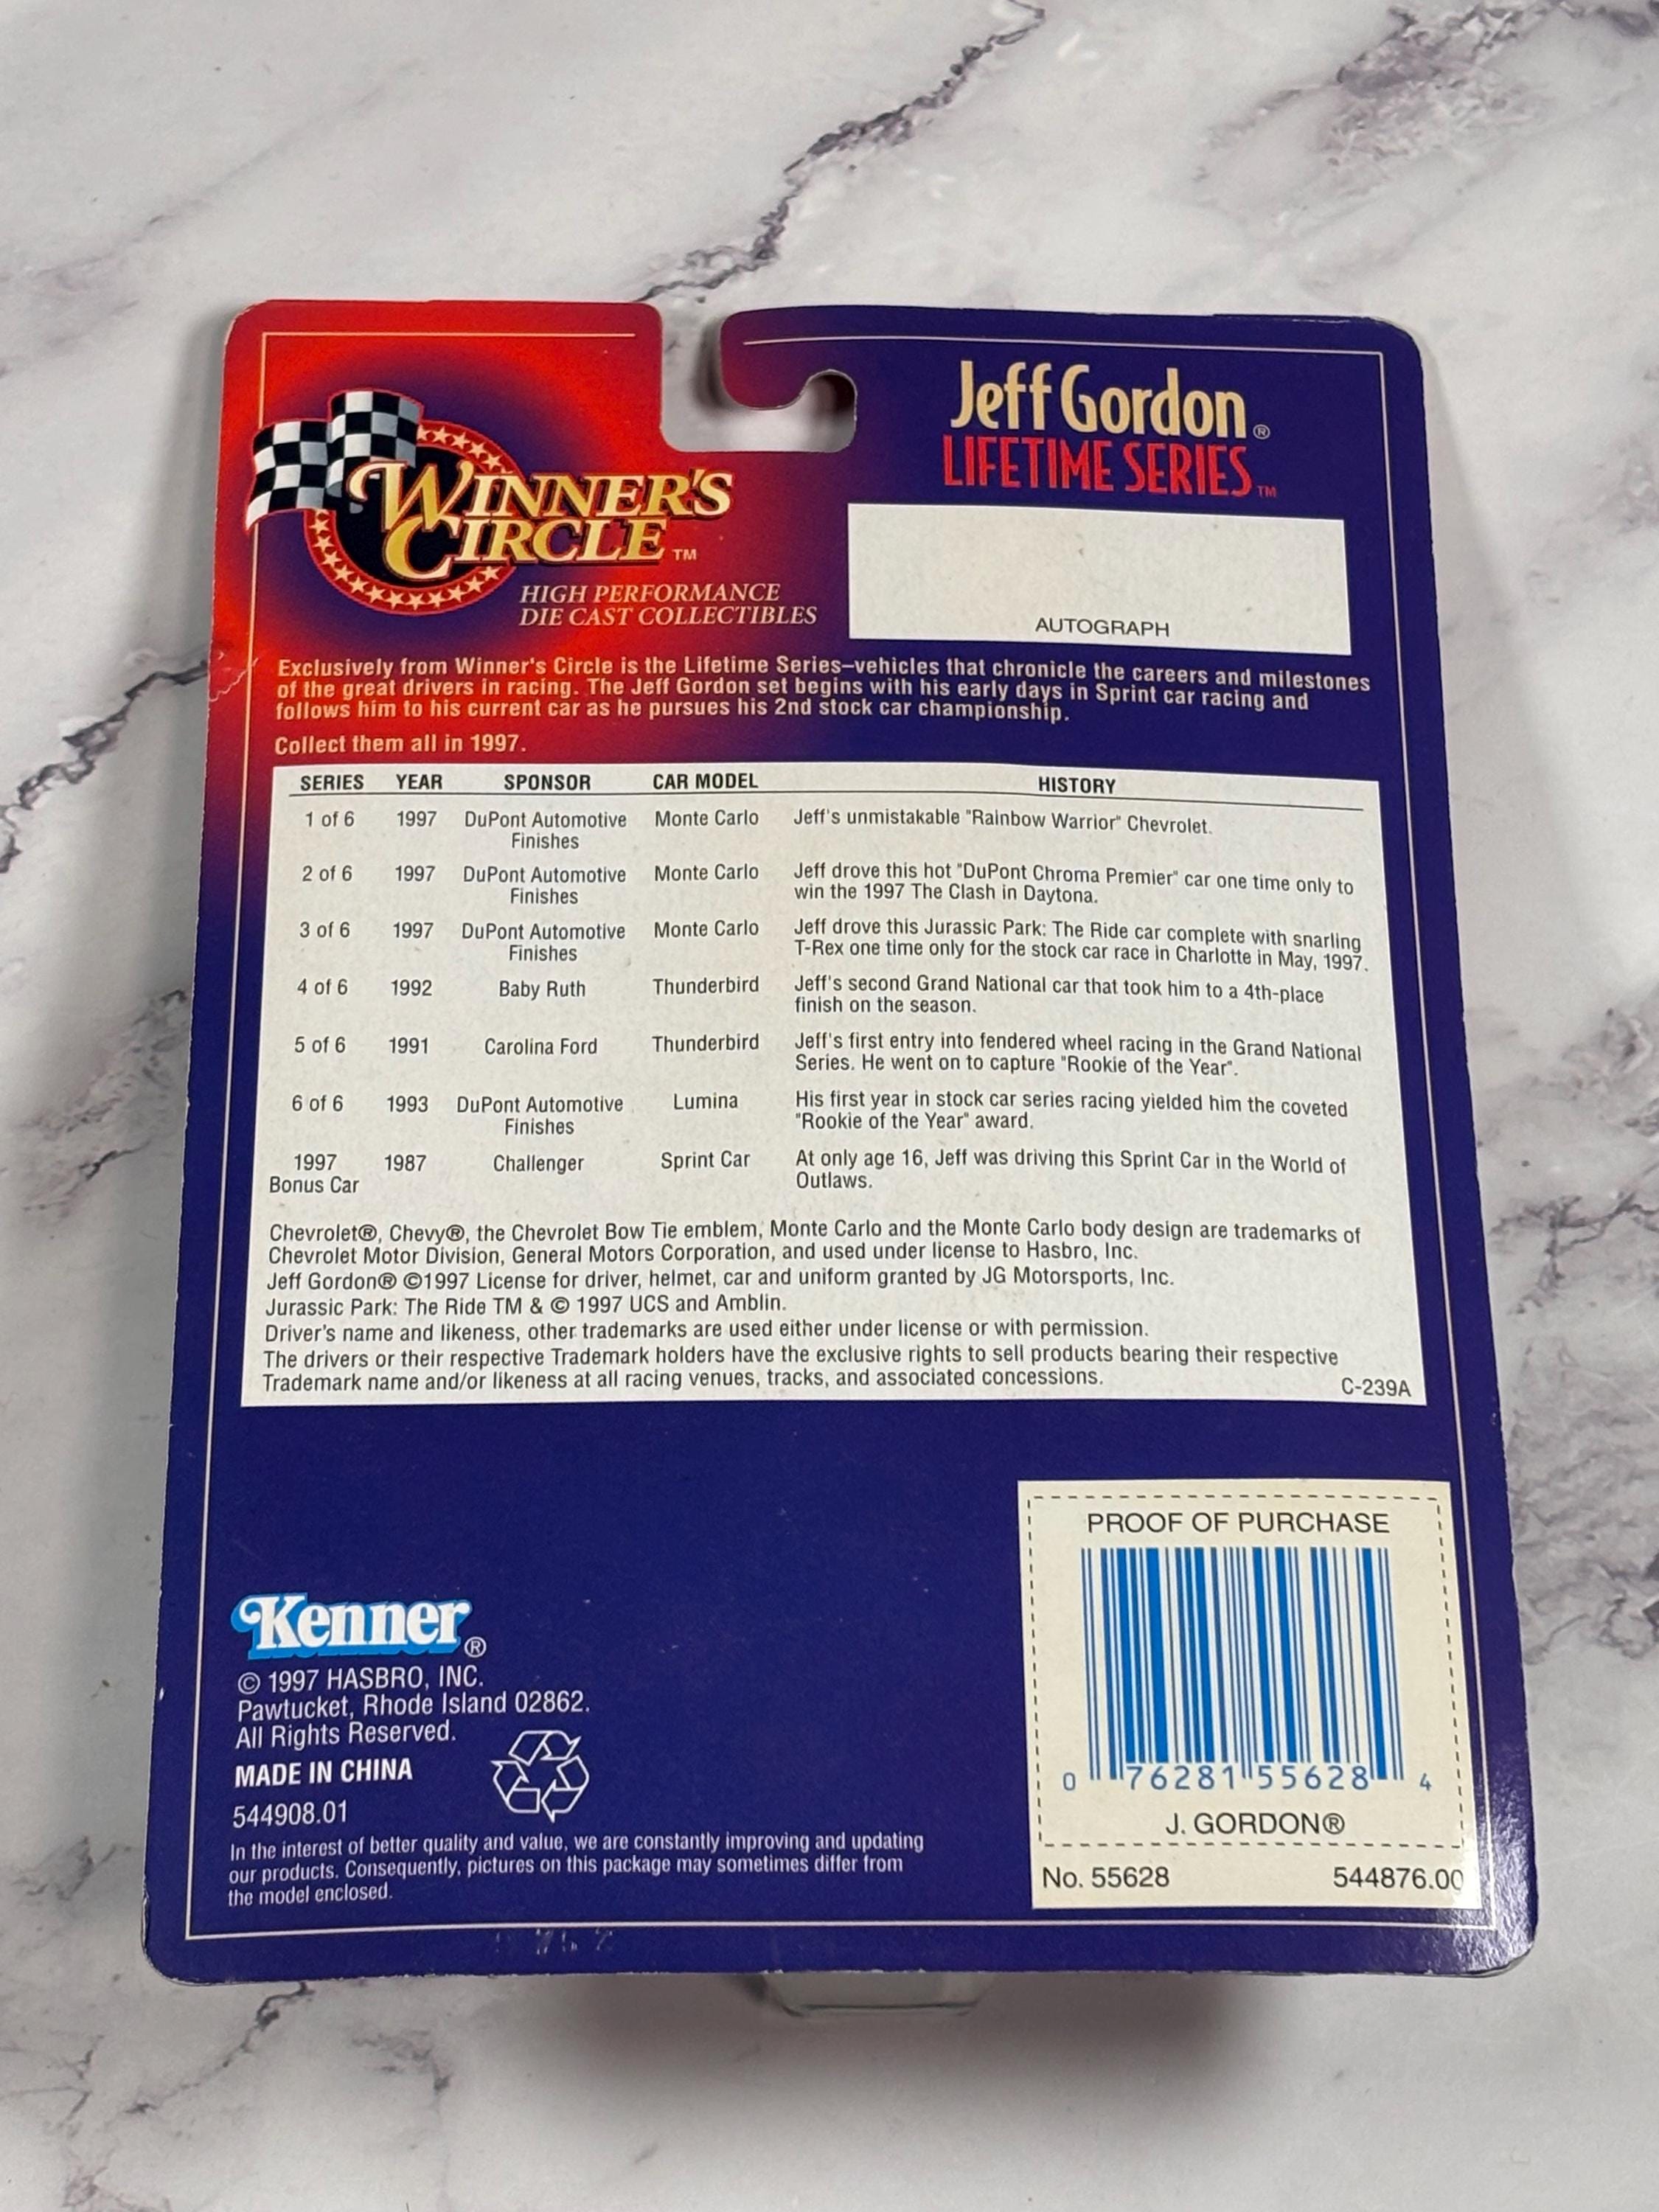 Jeff Gordon®
LIFETIME SERIES™
WINNER'S
CIRCLE™
HIGH PERFORMANCE
DIE CAST COLLECTIBLES
AUTOGRAPH
Exclusively from Winner's Circle is the Lifetime Series–vehicles that chronicle the careers and milestones
of the great drivers in racing. The Jeff Gordon set begins with his early days in Sprint car racing and
follows him to his current car as he pursues his 2nd stock car championship.
Collect them all in 1997.
SERIES YEAR SPONSOR CAR MODEL HISTORY
1 of 6 1997 DuPont Automotive Monte Carlo Jeff's unmistakable "Rainbow Warrior" Chevrolet.
Finishes
2 of 6 1997 DuPont Automotive Monte Carlo Jeff drove this hot "DuPont Chroma Premier" car one time only to
Finishes win the 1997 The Clash in Daytona.
3 of 6 1997 DuPont Automotive Monte Carlo Jeff drove this Jurassic Park: The Ride car complete with snarling
Finishes T-Rex one time only for the stock car race in Charlotte in May, 1997.
4 of 6 1992 Baby Ruth Thunderbird Jeff's second Grand National car that took him to a 4th-place
finish on the season.
5 of 6 1991 Carolina Ford Thunderbird Jeff's first entry into fendered wheel racing in the Grand National
Series. He went on to capture "Rookie of the Year".
6 of 6 1993 DuPont Automotive Lumina His first year in stock car series racing yielded him the coveted
Finishes "Rookie of the Year" award.
1997 1987 Challenger Sprint Car At only age 16, Jeff was driving this Sprint Car in the World of
Bonus Car Outlaws.
Chevrolet®, Chevy®, the Chevrolet Bow Tie emblem, Monte Carlo and the Monte Carlo body design are trademarks of
Chevrolet Motor Division, General Motors Corporation, and used under license to Hasbro, Inc.
Jeff Gordon® ©1997 License for driver, helmet, car and uniform granted by JG Motorsports, Inc.
Jurassic Park: The Ride TM & © 1997 UCS and Amblin.
Driver's name and likeness, other trademarks are used either under license or with permission.
The drivers or their respective Trademark holders have the exclusive rights to sell products bearing their respective
Trademark name and/or likeness at all racing venues, tracks, and associated concessions.
C-239A
Kenner®
© 1997 HASBRO, INC.
Pawtucket, Rhode Island 02862.
All Rights Reserved.
MADE IN CHINA
544908.01
In the interest of better quality and value, we are constantly improving and updating
our products. Consequently, pictures on this package may sometimes differ from
the model enclosed.
PROOF OF PURCHASE
0 76281 55628 4
J. GORDON®
No. 55628 544876.00